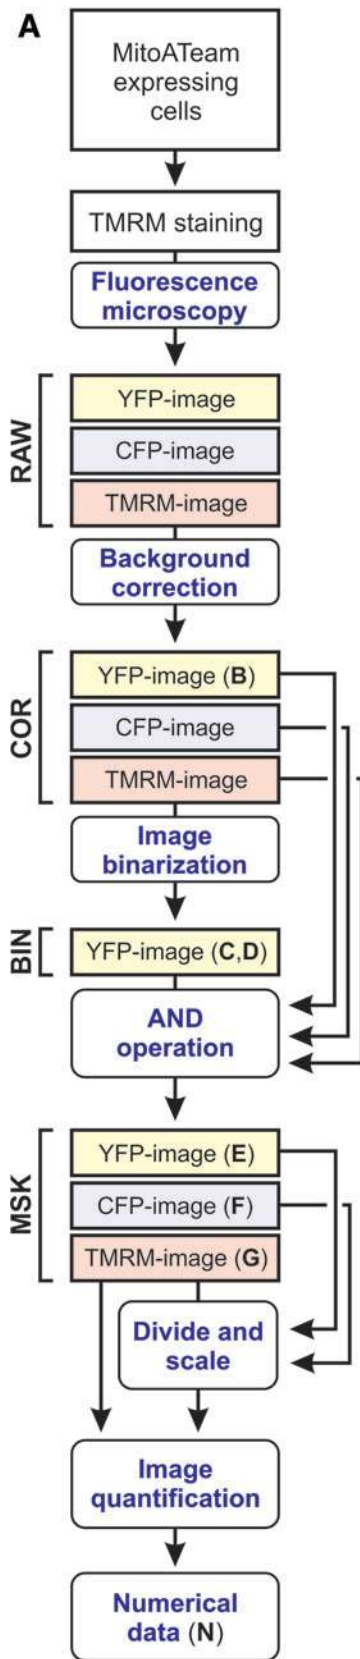 A
MitoATeam
expressing
cells
TMRM staining
Fluorescence
microscopy
RAW
YFP-image
CFP-image
TMRM-image
Background
correction
COR
YFP-image (B)
CFP-image
TMRM-image
Image
binarization
BIN
YFP-image (C,D)
AND
operation
MSK
YFP-image (E)
CFP-image (F)
TMRM-image (G)
Divide and
scale
Image
quantification
Numerical
data (N)